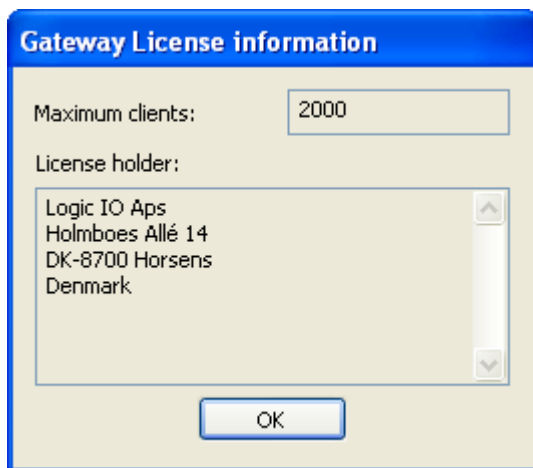 Gateway License information
Maximum clients: 2000
License holder:
Logic IO Aps
Holmboes Allé 14
DK-8700 Horsens
Denmark
OK